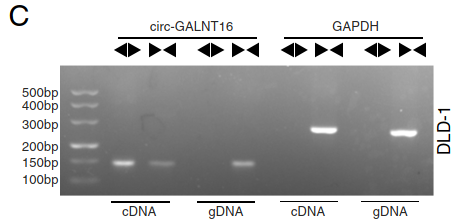 C
circ-GALNT16 GAPDH
500bp
400bp
300bp
200bp
150bp
100bp
DLD-1
cDNA gDNA cDNA gDNA